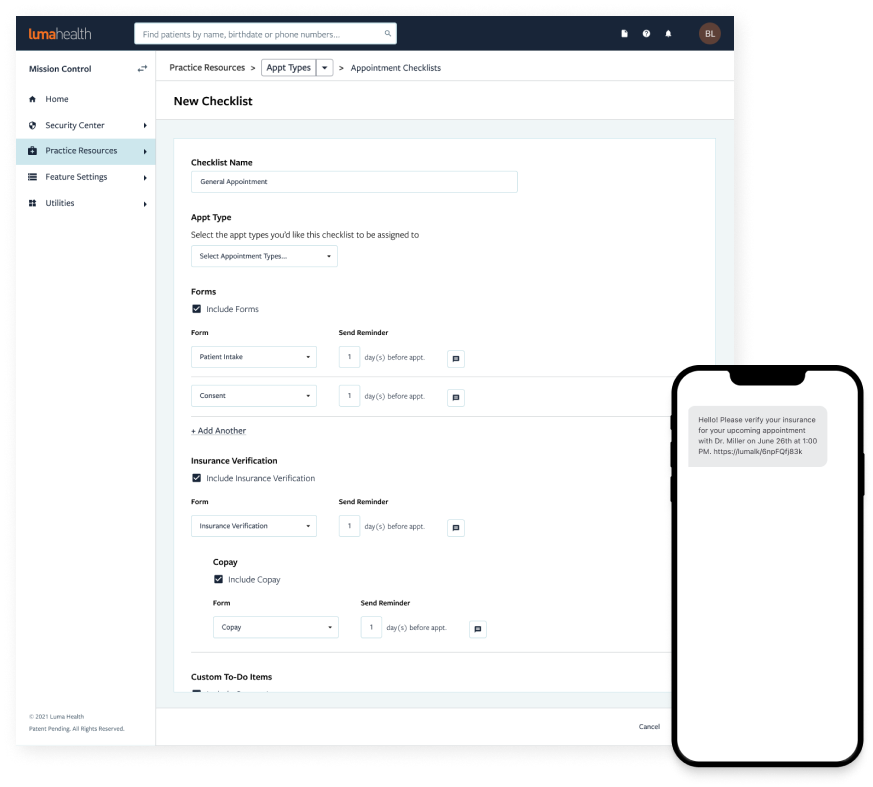 lumahealth
Find patients by name, birthdate or phone numbers...
BL
Mission Control
Practice Resources > Appt Types > Appointment Checklists
Home
New Checklist
Security Center
Practice Resources
Feature Settings
Utilities
Checklist Name
General Appointment
Appt Type
Select the appt types you'd like this checklist to be assigned to
Select Appointment Types...
Forms
Include Forms
Form Send Reminder
Patient Intake 1 day(s) before appt.
Consent 1 day(s) before appt.
+ Add Another
Insurance Verification
Include Insurance Verification
Form Send Reminder
Insurance Verification 1 day(s) before appt.
Copay
Include Copay
Form Send Reminder
Copay 1 day(s) before appt.
Custom To-Do Items
© 2021 Luma Health
Patent Pending. All Rights Reserved.
Cancel
Hello! Please verify your insurance
for your upcoming appointment
with Dr. Miller on June 26th at 1:00
PM. https://lumalk/6npFQfj83k